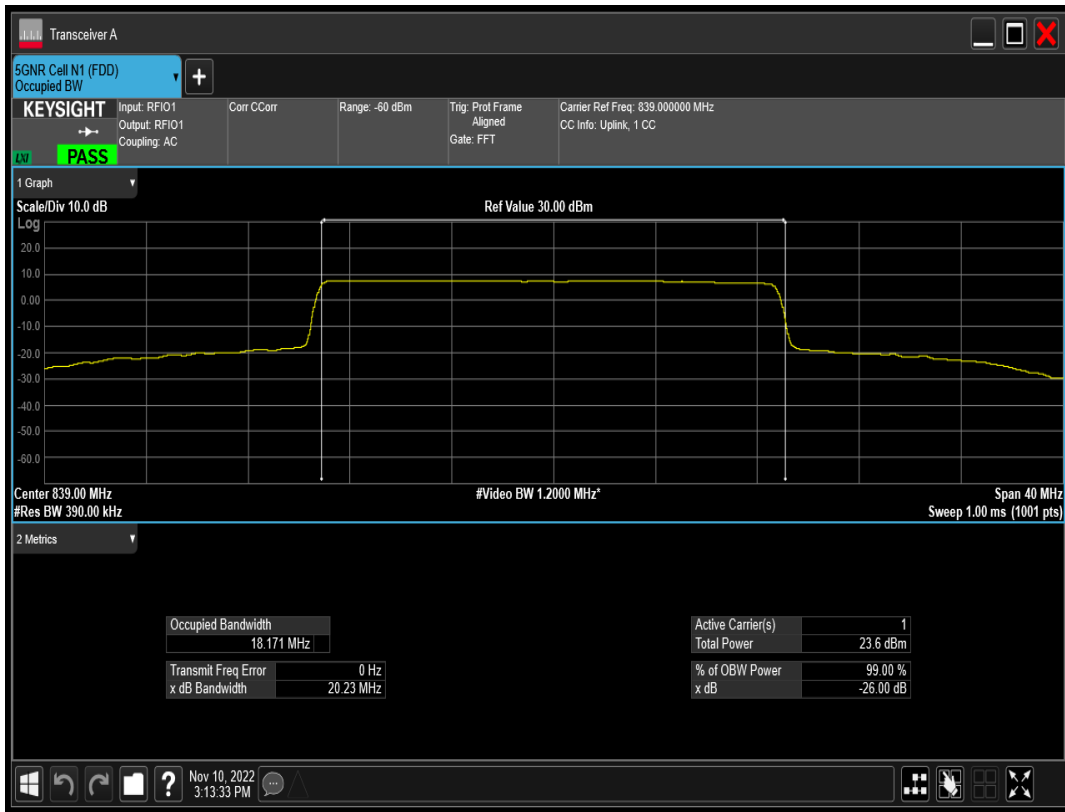 Transceiver A
5GNR Cell N1 (FDD)
Occupied BW
+
KEYSIGHT
LXI
PASS
Input: RFIO1
Output: RFIO1
Coupling: AC
Corr CCorr
Range: -60 dBm
Trig: Prot Frame
Aligned
Gate: FFT
Carrier Ref Freq: 839.000000 MHz
CC Info: Uplink, 1 CC
1 Graph
Scale/Div 10.0 dB
Ref Value 30.00 dBm
Log
20.0
10.0
0.00
-10.0
-20.0
-30.0
-40.0
-50.0
-60.0
Center 839.00 MHz
#Video BW 1.2000 MHz*
Span 40 MHz
#Res BW 390.00 kHz
Sweep 1.00 ms (1001 pts)
2 Metrics
Occupied Bandwidth
18.171 MHz
Transmit Freq Error 0 Hz
x dB Bandwidth 20.23 MHz
Active Carrier(s) 1
Total Power 23.6 dBm
% of OBW Power 99.00 %
x dB -26.00 dB
?
Nov 10, 2022
3:13:33 PM